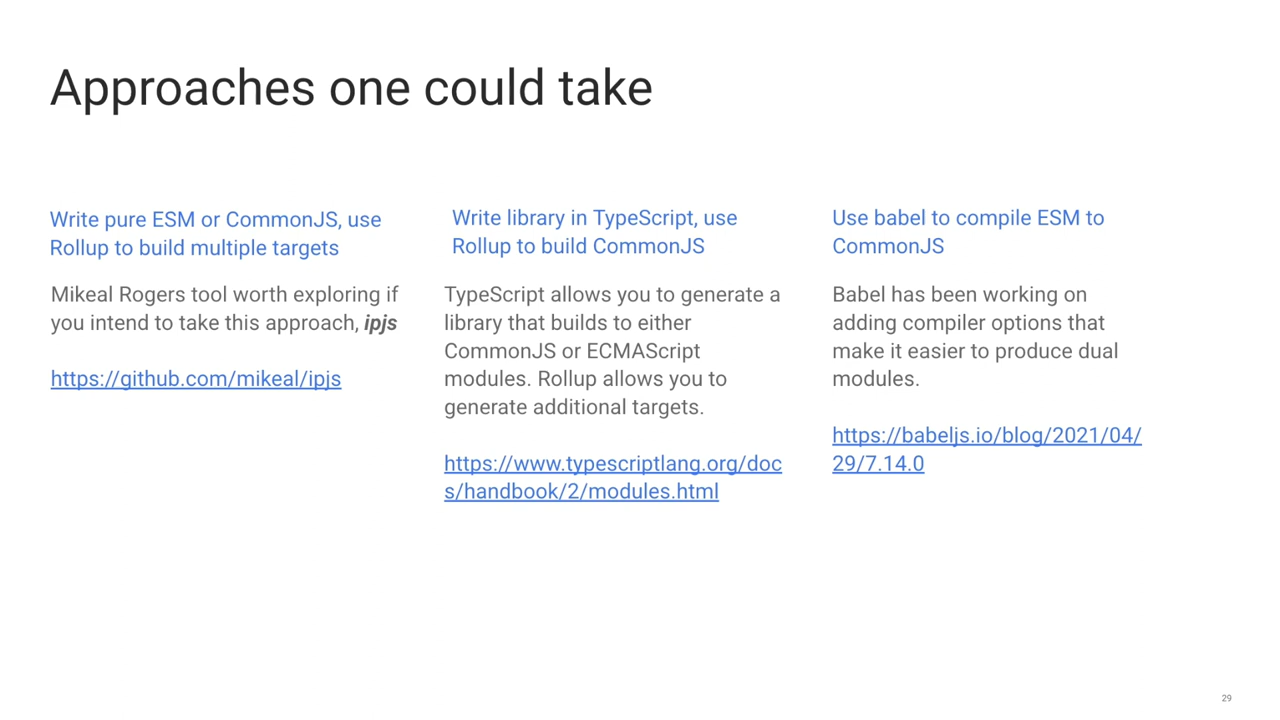 Approaches one could take
Write pure ESM or CommonJS, use
Rollup to build multiple targets
Mikeal Rogers tool worth exploring if
you intend to take this approach, ipjs
https://github.com/mikeal/ipjs
Write library in TypeScript, use
Rollup to build CommonJS
TypeScript allows you to generate a
library that builds to either
CommonJS or ECMAScript
modules. Rollup allows you to
generate additional targets.
https://www.typescriptlang.org/doc
s/handbook/2/modules.html
Use babel to compile ESM to
CommonJS
Babel has been working on
adding compiler options that
make it easier to produce dual
modules.
https://babeljs.io/blog/2021/04/
29/7.14.0
29